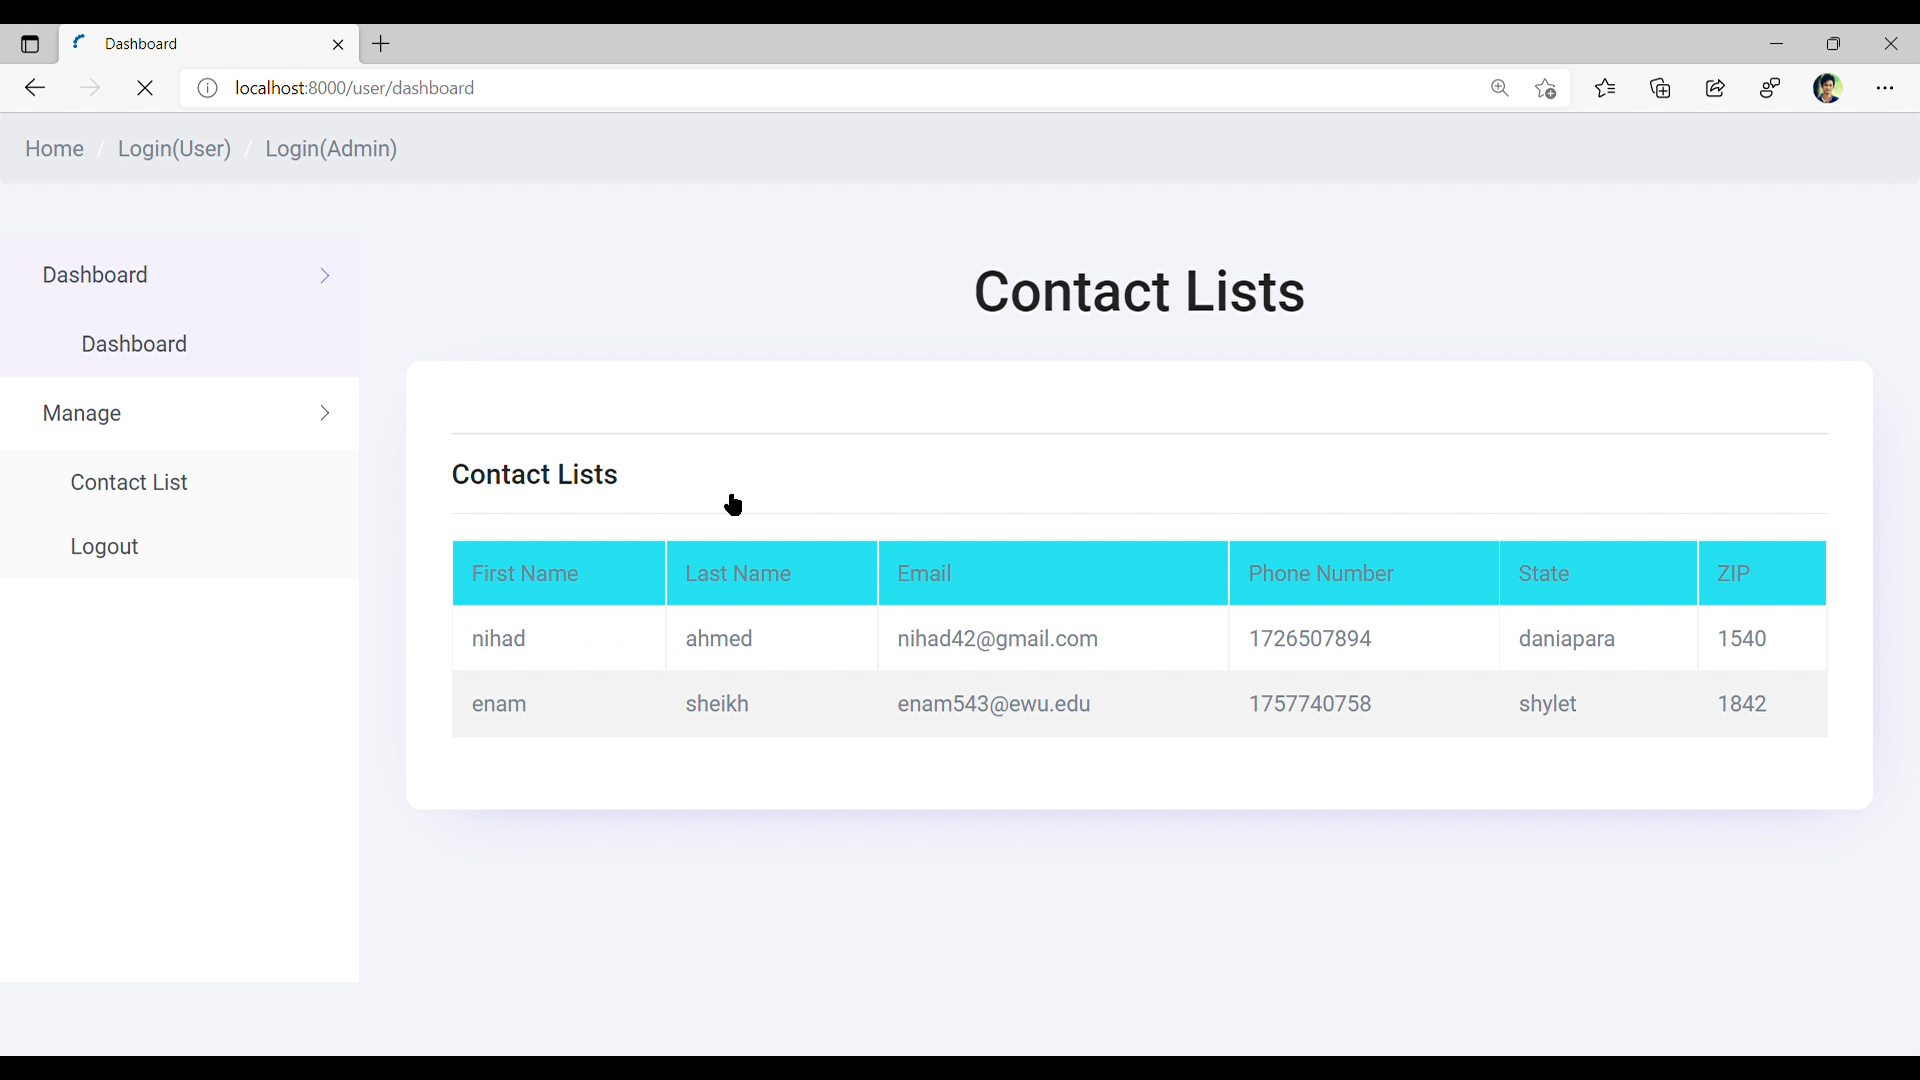 Dashboard
localhost:8000/user/dashboard
Home / Login(User) / Login(Admin)
Dashboard
Dashboard
Manage
Contact List
Logout
Contact Lists
Contact Lists
First Name Last Name Email Phone Number State ZIP
nihad ahmed nihad42@gmail.com 1726507894 daniapara 1540
enam sheikh enam543@ewu.edu 1757740758 shylet 1842